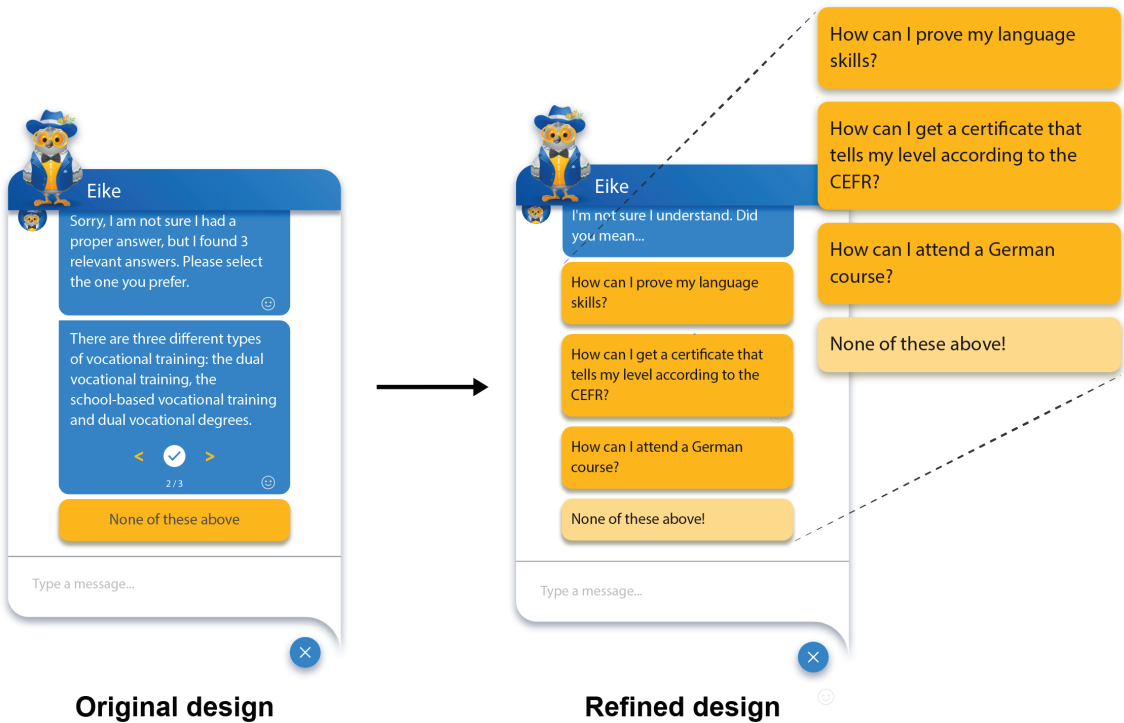 Eike
Sorry, I am not sure I had a
proper answer, but I found 3
relevant answers. Please select
the one you prefer.
There are three different types
of vocational training: the dual
vocational training, the
school-based vocational training
and dual vocational degrees.
< >
2 / 3
None of these above
Type a message...
Original design
Eike
I'm not sure I understand. Did
you mean...
How can I prove my language
skills?
How can I get a certificate that
tells my level according to the
CEFR?
How can I attend a German
course?
None of these above!
Type a message...
Refined design
How can I prove my language
skills?
How can I get a certificate that
tells my level according to the
CEFR?
How can I attend a German
course?
None of these above!